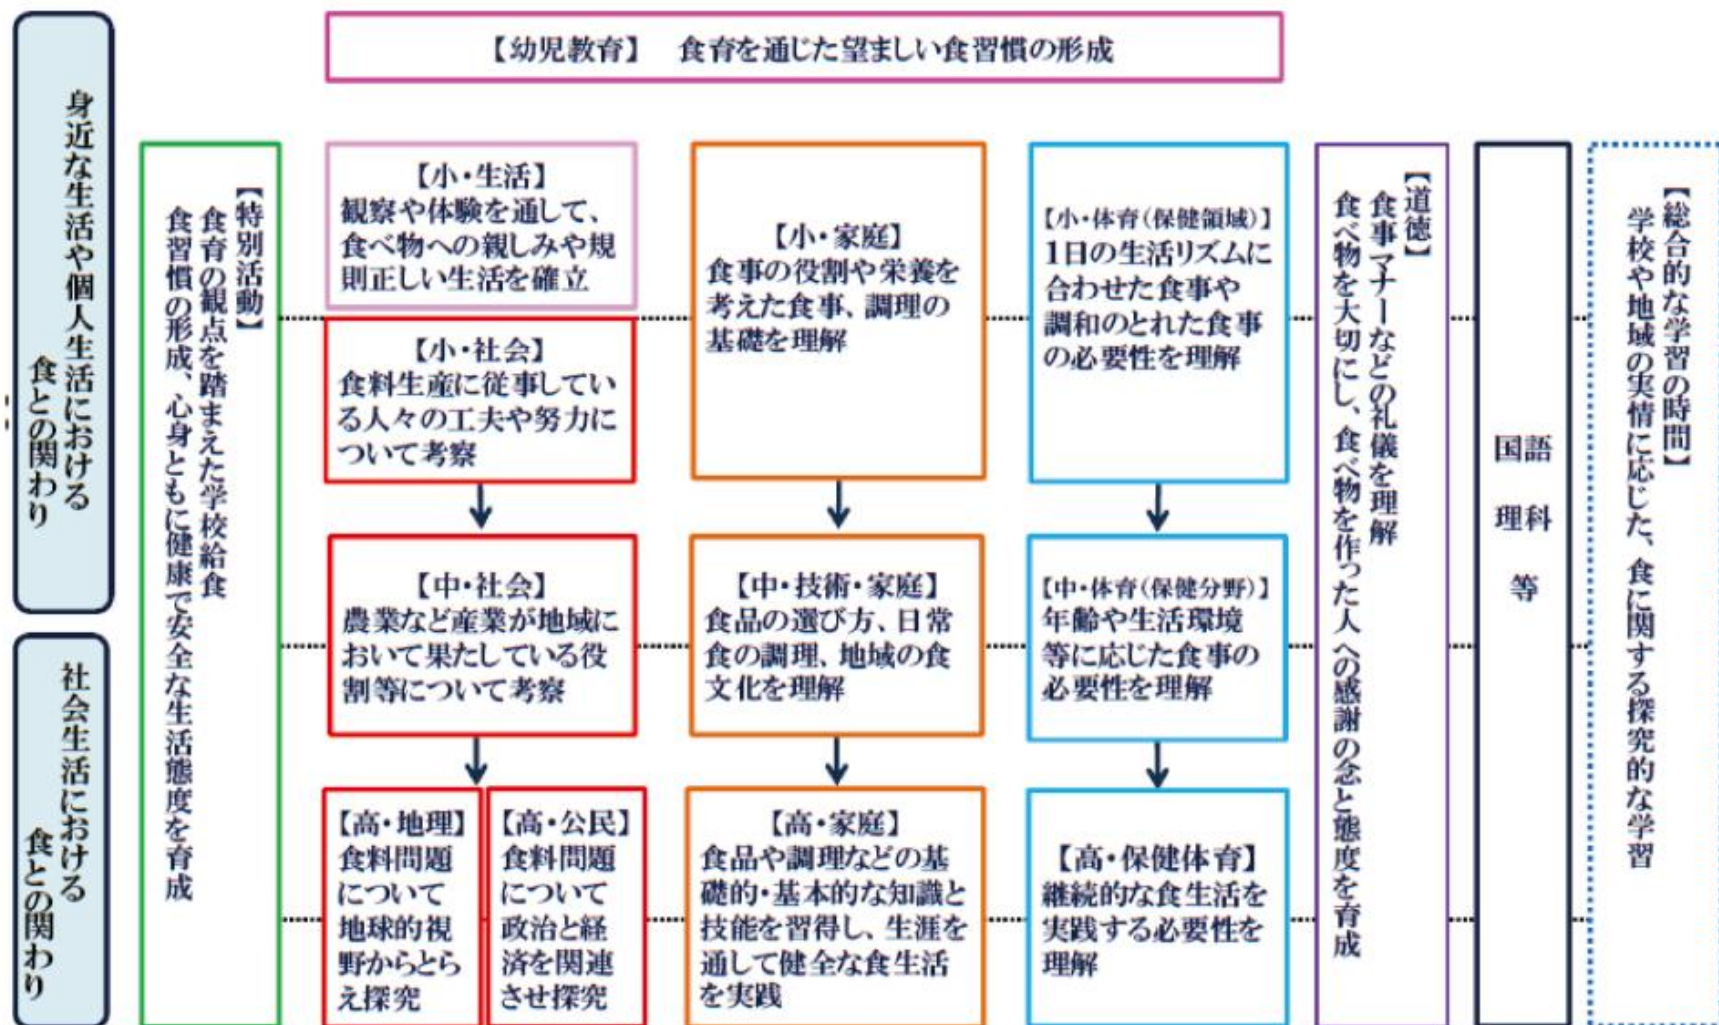 【幼児教育】　食育を通じた望ましい食習慣の形成
身近な生活や個人生活における
食との関わり
社会生活における
食との関わり
【特別活動】
食育の観点を踏まえた学校給食
食習慣の形成、心身ともに健康で安全な生活態度を育成
【小・生活】
観察や体験を通して、
食べ物への親しみや規
則正しい生活を確立
【小・社会】
食料生産に従事してい
る人々の工夫や努力に
ついて考察
【中・社会】
農業など産業が地域に
おいて果たしている役
割等について考察
【高・地理】
食料問題
について
地球的視
野からとら
え探究
【高・公民】
食料問題
について
政治と経
済を関連
させ探究
【小・家庭】
食事の役割や栄養を
考えた食事、調理の
基礎を理解
【中・技術・家庭】
食品の選び方、日常
食の調理、地域の食
文化を理解
【高・家庭】
食品や調理などの基
礎的・基本的な知識と
技能を習得し、生涯を
通して健全な食生活
を実践
【小・体育(保健領域)】
1日の生活リズムに
合わせた食事や
調和のとれた食事
の必要性を理解
【中・体育(保健分野)】
年齢や生活環境
等に応じた食事の
必要性を理解
【高・保健体育】
継続的な食生活を
実践する必要性を
理解
【道徳】
食事マナーなどの礼儀を理解
食べ物を大切にし、食べ物を作った人への感謝の念と態度を育成
国語
理科
等
【総合的な学習の時間】
学校や地域の実情に応じた、食に関する探究的な学習